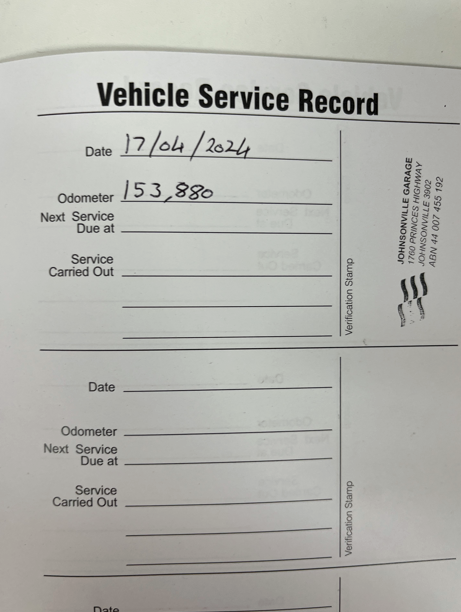 Vehicle Service Record
Date 17/04/2024
Odometer 153,880
Next Service
Due at
Service
Carried Out
Verification Stamp
JOHNSONVILLE GARAGE
1760 PRINCES HIGHWAY
JOHNSONVILLE 3902
ABN 44 007 455 192
Date
Odometer
Next Service
Due at
Service
Carried Out
Verification Stamp
Date